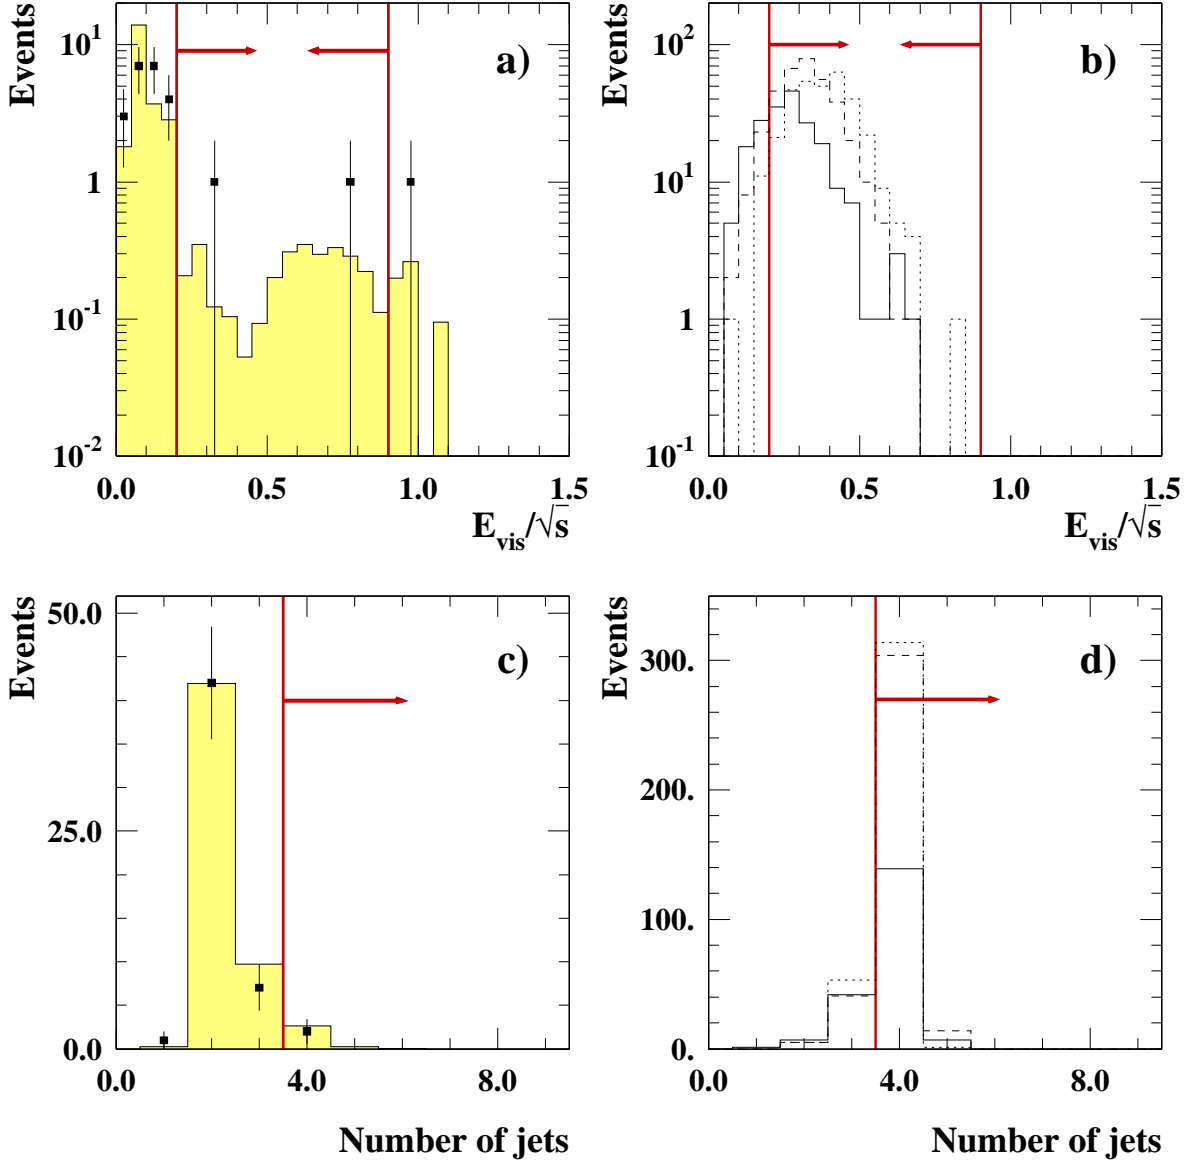 Events
a)
10^1
1
10^-1
10^-2
0.0 0.5 1.0 1.5
E_vis/√s
Events
b)
10^2
10^1
1
10^-1
0.0 0.5 1.0 1.5
E_vis/√s
Events
c)
50.0
25.0
0.0
0.0 4.0 8.0
Number of jets
Events
d)
300.
200.
100.
0.
0.0 4.0 8.0
Number of jets